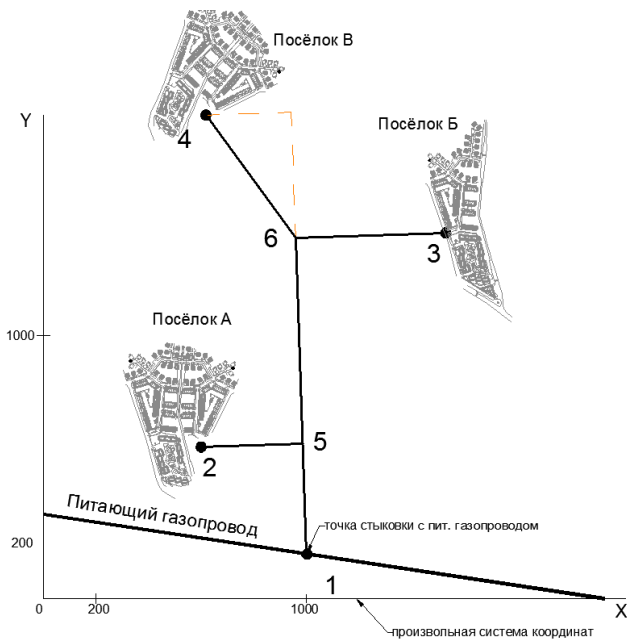 Посёлок В
Y
Посёлок Б
4
6
3
1000
Посёлок А
5
2
Питающий газопровод
точка стыковки с пит. газопроводом
200
1
0
200
1000
X
произвольная система координат